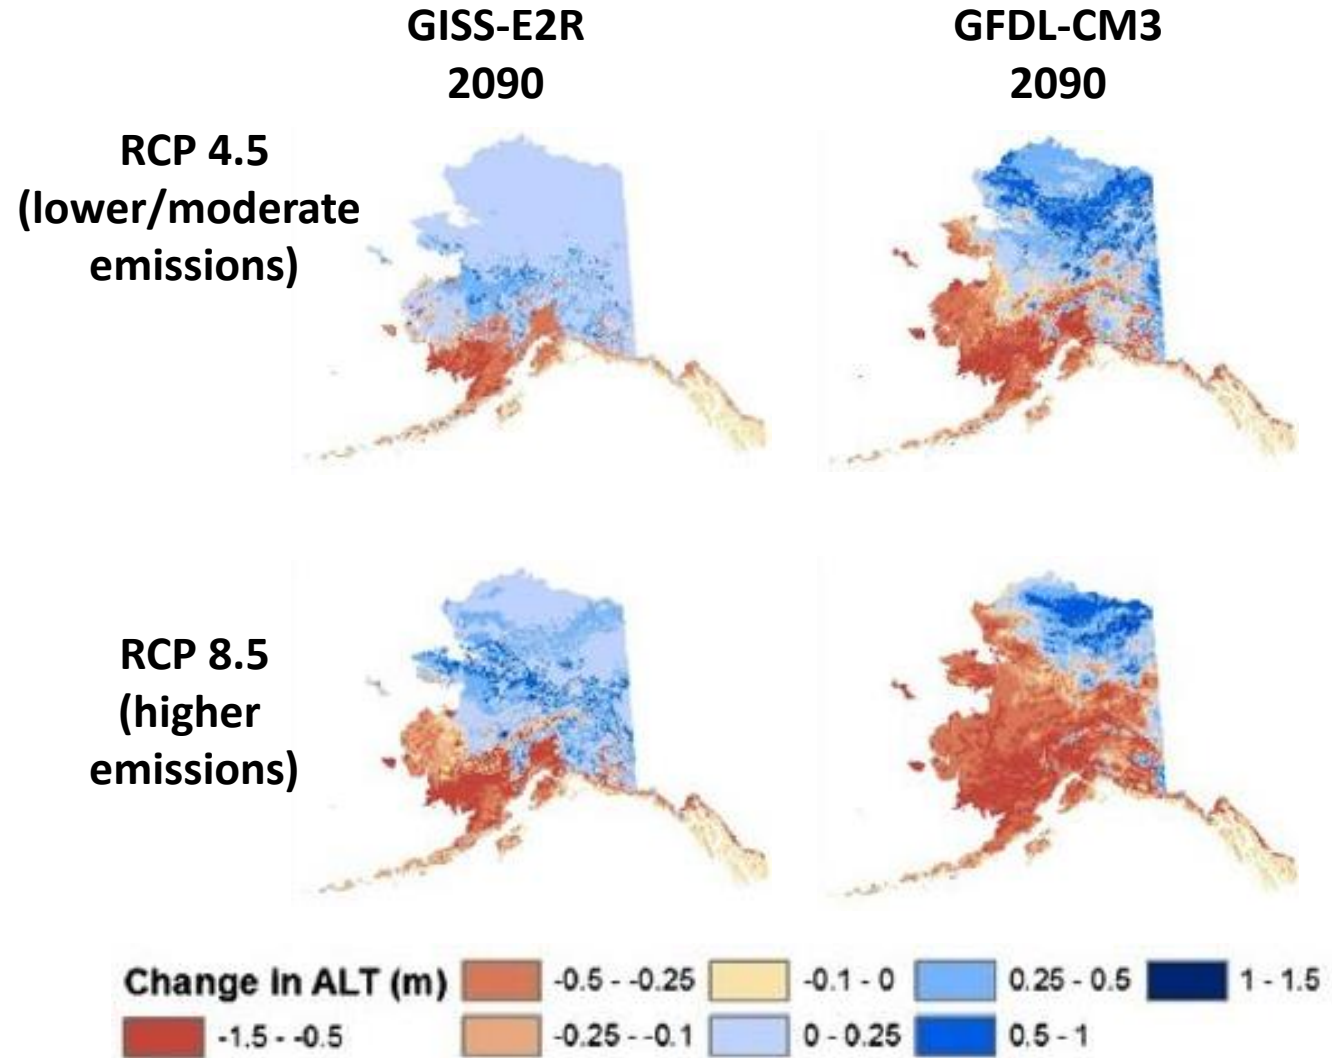 GISS-E2R
2090
GFDL-CM3
2090
RCP 4.5
(lower/moderate
emissions)
RCP 8.5
(higher
emissions)
Change in ALT (m)
-1.5 - -0.5
-0.5 - -0.25
-0.25 - -0.1
-0.1 - 0
0 - 0.25
0.25 - 0.5
0.5 - 1
1 - 1.5